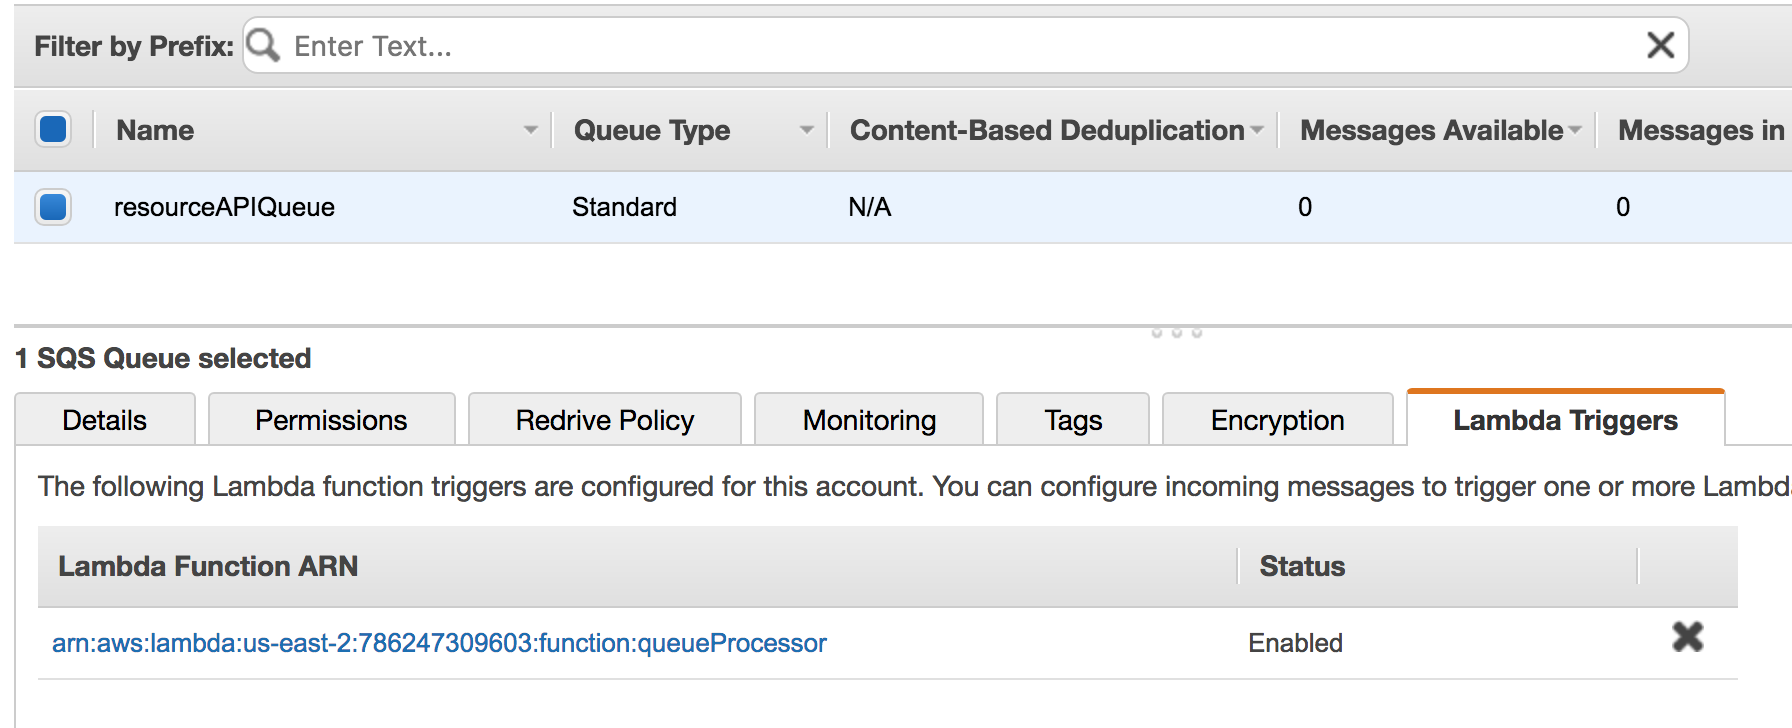 Filter by Prefix: Enter Text...
Name Queue Type Content-Based Deduplication Messages Available Messages in
resourceAPIQueue Standard N/A 0 0
1 SQS Queue selected
Details Permissions Redrive Policy Monitoring Tags Encryption Lambda Triggers
The following Lambda function triggers are configured for this account. You can configure incoming messages to trigger one or more Lambda
Lambda Function ARN Status
arn:aws:lambda:us-east-2:786247309603:function:queueProcessor Enabled